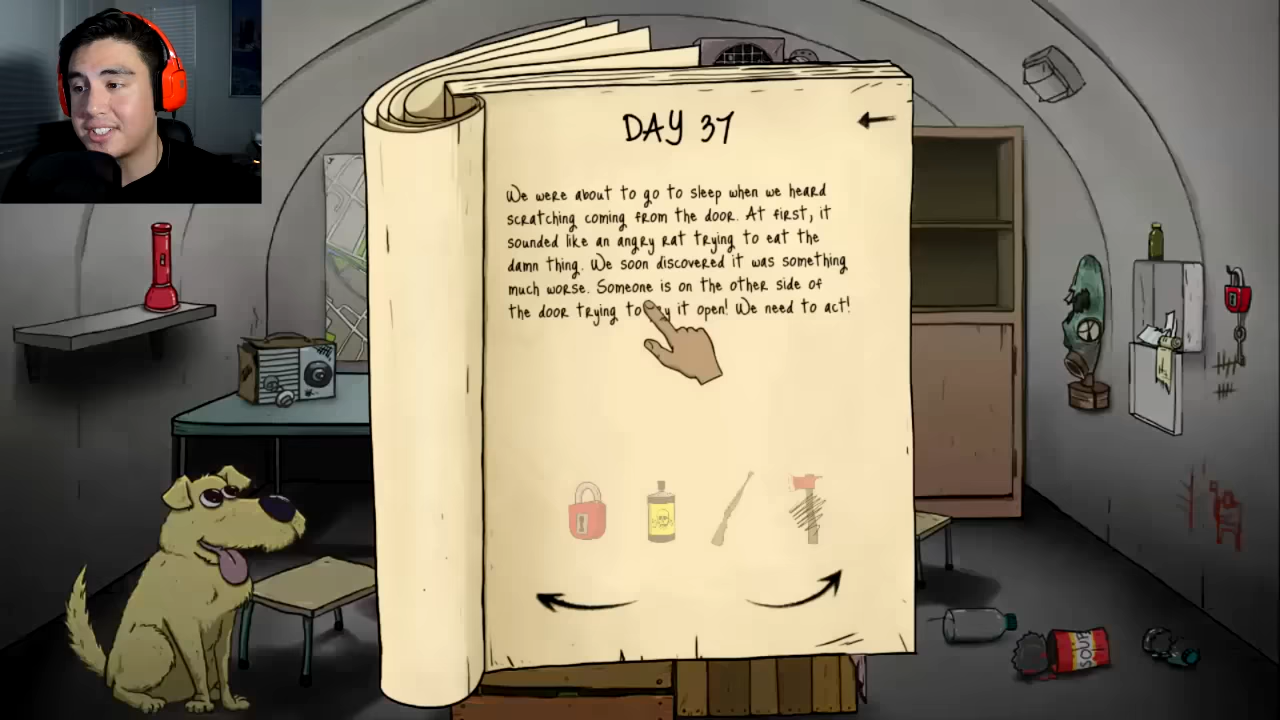 DAY 37
We were about to go to sleep when we heard
scratching coming from the door. At first, it
sounded like an angry rat trying to eat the
damn thing. We soon discovered it was something
much worse. Someone is on the other side of
the door trying to it open! We need to act!
SOUP